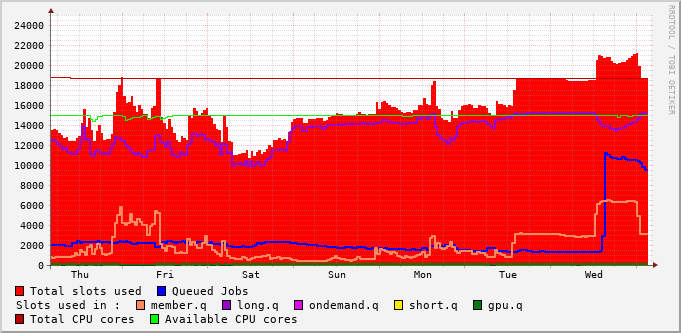 24000
22000
20000
18000
16000
14000
12000
10000
8000
6000
4000
2000
0
Thu Fri Sat Sun Mon Tue Wed
RRDTOOL / TOBI OETIKER
Total slots used Queued Jobs
Slots used in : member.q long.q ondemand.q short.q gpu.q
Total CPU cores Available CPU cores